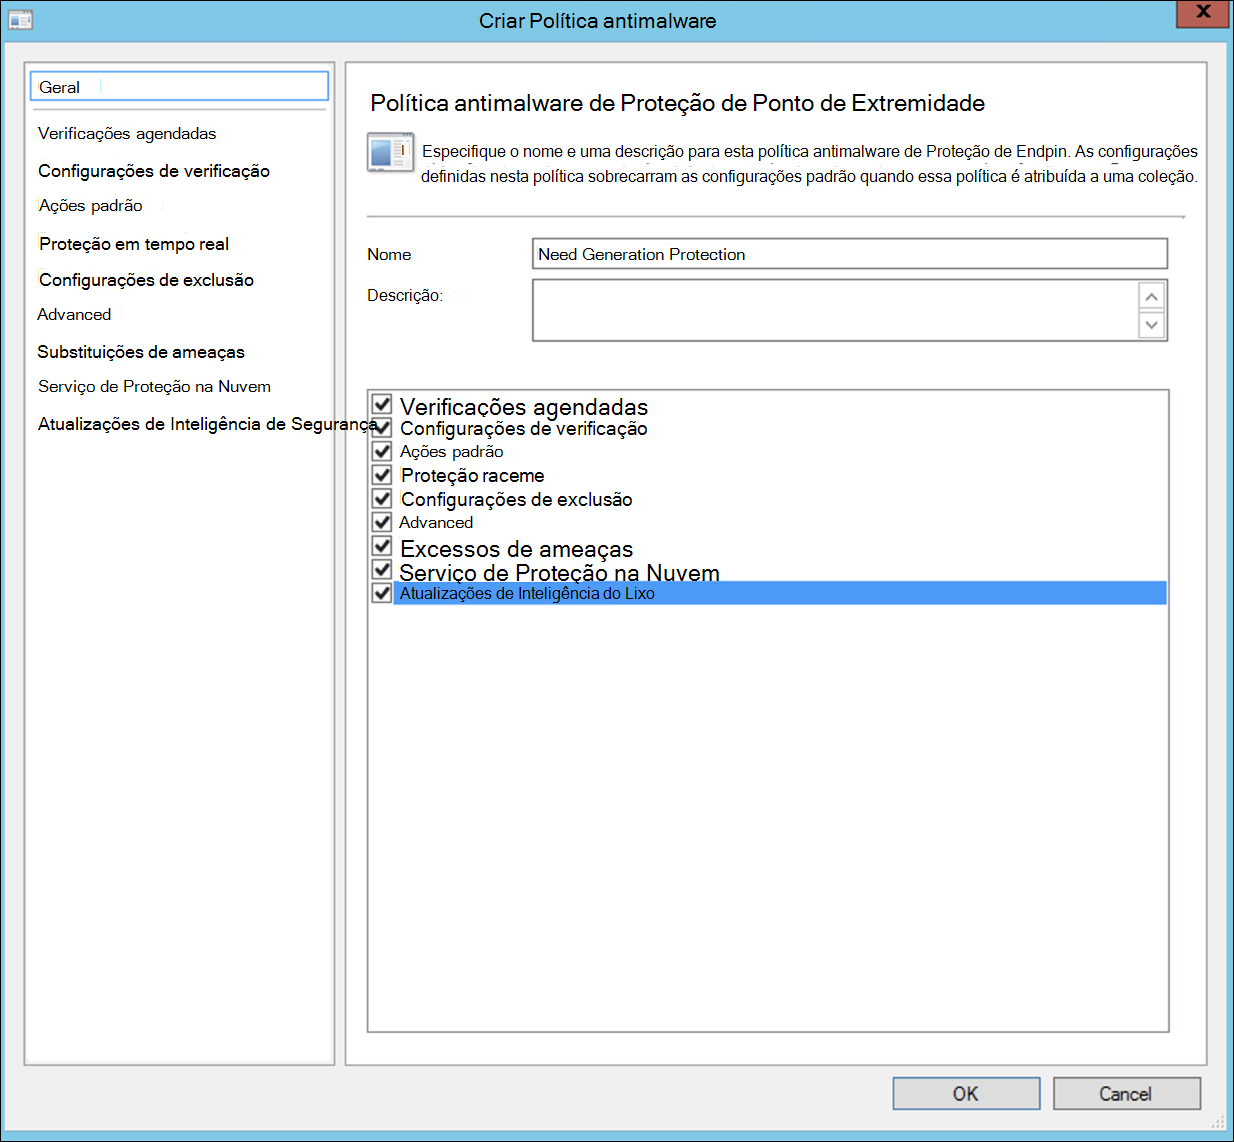 Criar Política antimalware
X
Geral
Verificações agendadas
Configurações de verificação
Ações padrão
Proteção em tempo real
Configurações de exclusão
Advanced
Substituições de ameaças
Serviço de Proteção na Nuvem
Atualizações de Inteligência de Segurança
Política antimalware de Proteção de Ponto de Extremidade
Especifique o nome e uma descrição para esta política antimalware de Proteção de Endpin. As configurações
definidas nesta política sobrecarram as configurações padrão quando essa política é atribuída a uma coleção.
Nome
Need Generation Protection
Descrição:
Verificações agendadas
Configurações de verificação
Ações padrão
Proteção raceme
Configurações de exclusão
Advanced
Excessos de ameaças
Serviço de Proteção na Nuvem
Atualizações de Inteligência do Lixo
OK
Cancel